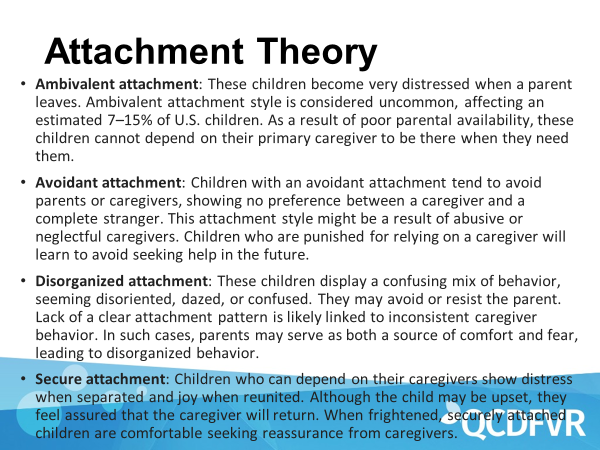 Attachment Theory
• Ambivalent attachment: These children become very distressed when a parent
leaves. Ambivalent attachment style is considered uncommon, affecting an
estimated 7–15% of U.S. children. As a result of poor parental availability, these
children cannot depend on their primary caregiver to be there when they need
them.
• Avoidant attachment: Children with an avoidant attachment tend to avoid
parents or caregivers, showing no preference between a caregiver and a
complete stranger. This attachment style might be a result of abusive or
neglectful caregivers. Children who are punished for relying on a caregiver will
learn to avoid seeking help in the future.
• Disorganized attachment: These children display a confusing mix of behavior,
seeming disoriented, dazed, or confused. They may avoid or resist the parent.
Lack of a clear attachment pattern is likely linked to inconsistent caregiver
behavior. In such cases, parents may serve as both a source of comfort and fear,
leading to disorganized behavior.
• Secure attachment: Children who can depend on their caregivers show distress
when separated and joy when reunited. Although the child may be upset, they
feel assured that the caregiver will return. When frightened, securely attached
children are comfortable seeking reassurance from caregivers.
QCDFVR